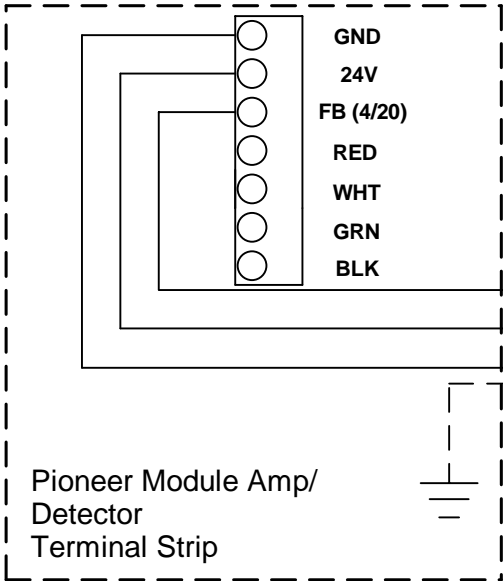 GND
24V
FB (4/20)
RED
WHT
GRN
BLK
Pioneer Module Amp/
Detector
Terminal Strip